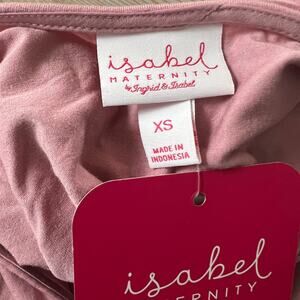 isabel
MATERNITY
by Ingrid & Isabel
XS
MADE IN
INDONESIA
isabel
MATERNITY